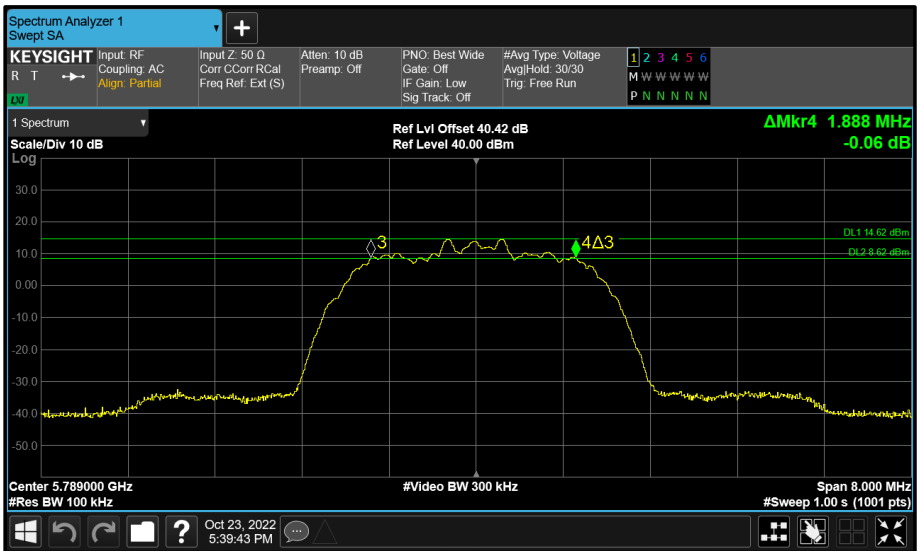 Spectrum Analyzer 1
Swept SA
+
KEYSIGHT
R T
LXI
Input: RF
Coupling: AC
Align: Partial
Input Z: 50 Ω
Corr CCorr RCal
Freq Ref: Ext (S)
Atten: 10 dB
Preamp: Off
PNO: Best Wide
Gate: Off
IF Gain: Low
Sig Track: Off
#Avg Type: Voltage
Avg|Hold: 30/30
Trig: Free Run
1 2 3 4 5 6
M W W W W W
P N N N N N
1 Spectrum
Scale/Div 10 dB
Ref Lvl Offset 40.42 dB
Ref Level 40.00 dBm
ΔMkr4 1.888 MHz
-0.06 dB
Log
30.0
20.0
10.0
0.00
-10.0
-20.0
-30.0
-40.0
-50.0
3
4Δ3
DL1 14.62 dBm
DL2 8.62 dBm
Center 5.789000 GHz
#Res BW 100 kHz
#Video BW 300 kHz
Span 8.000 MHz
#Sweep 1.00 s (1001 pts)
?
Oct 23, 2022
5:39:43 PM